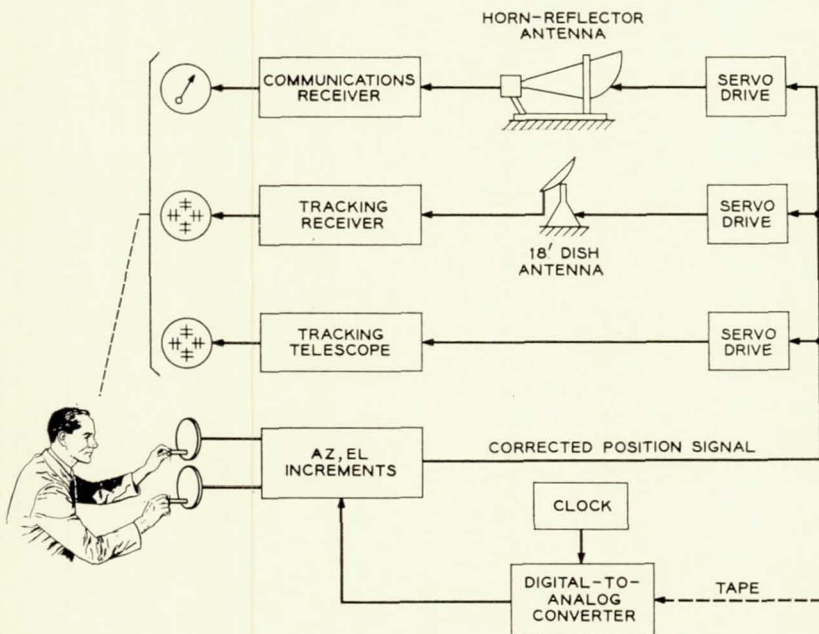 HORN-REFLECTOR
ANTENNA
COMMUNICATIONS
RECEIVER
SERVO
DRIVE
TRACKING
RECEIVER
18' DISH
ANTENNA
SERVO
DRIVE
TRACKING
TELESCOPE
SERVO
DRIVE
AZ, EL
INCREMENTS
CORRECTED POSITION SIGNAL
CLOCK
DIGITAL-TO-
ANALOG
CONVERTER
TAPE